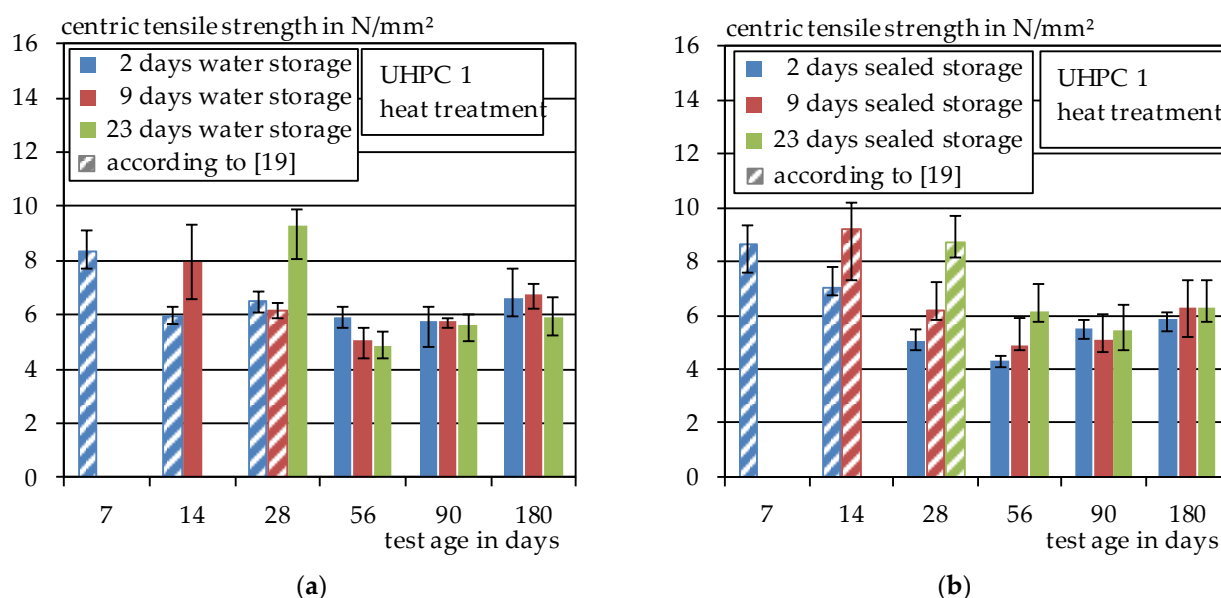 centric tensile strength in N/mm²
16
14
12
10
8
6
4
2
0
2 days water storage
9 days water storage
23 days water storage
according to [19]
UHPC 1
heat treatment
7 14 28 56 90 180
test age in days
(a)
centric tensile strength in N/mm²
16
14
12
10
8
6
4
2
0
2 days sealed storage
9 days sealed storage
23 days sealed storage
according to [19]
UHPC 1
heat treatment
7 14 28 56 90 180
test age in days
(b)